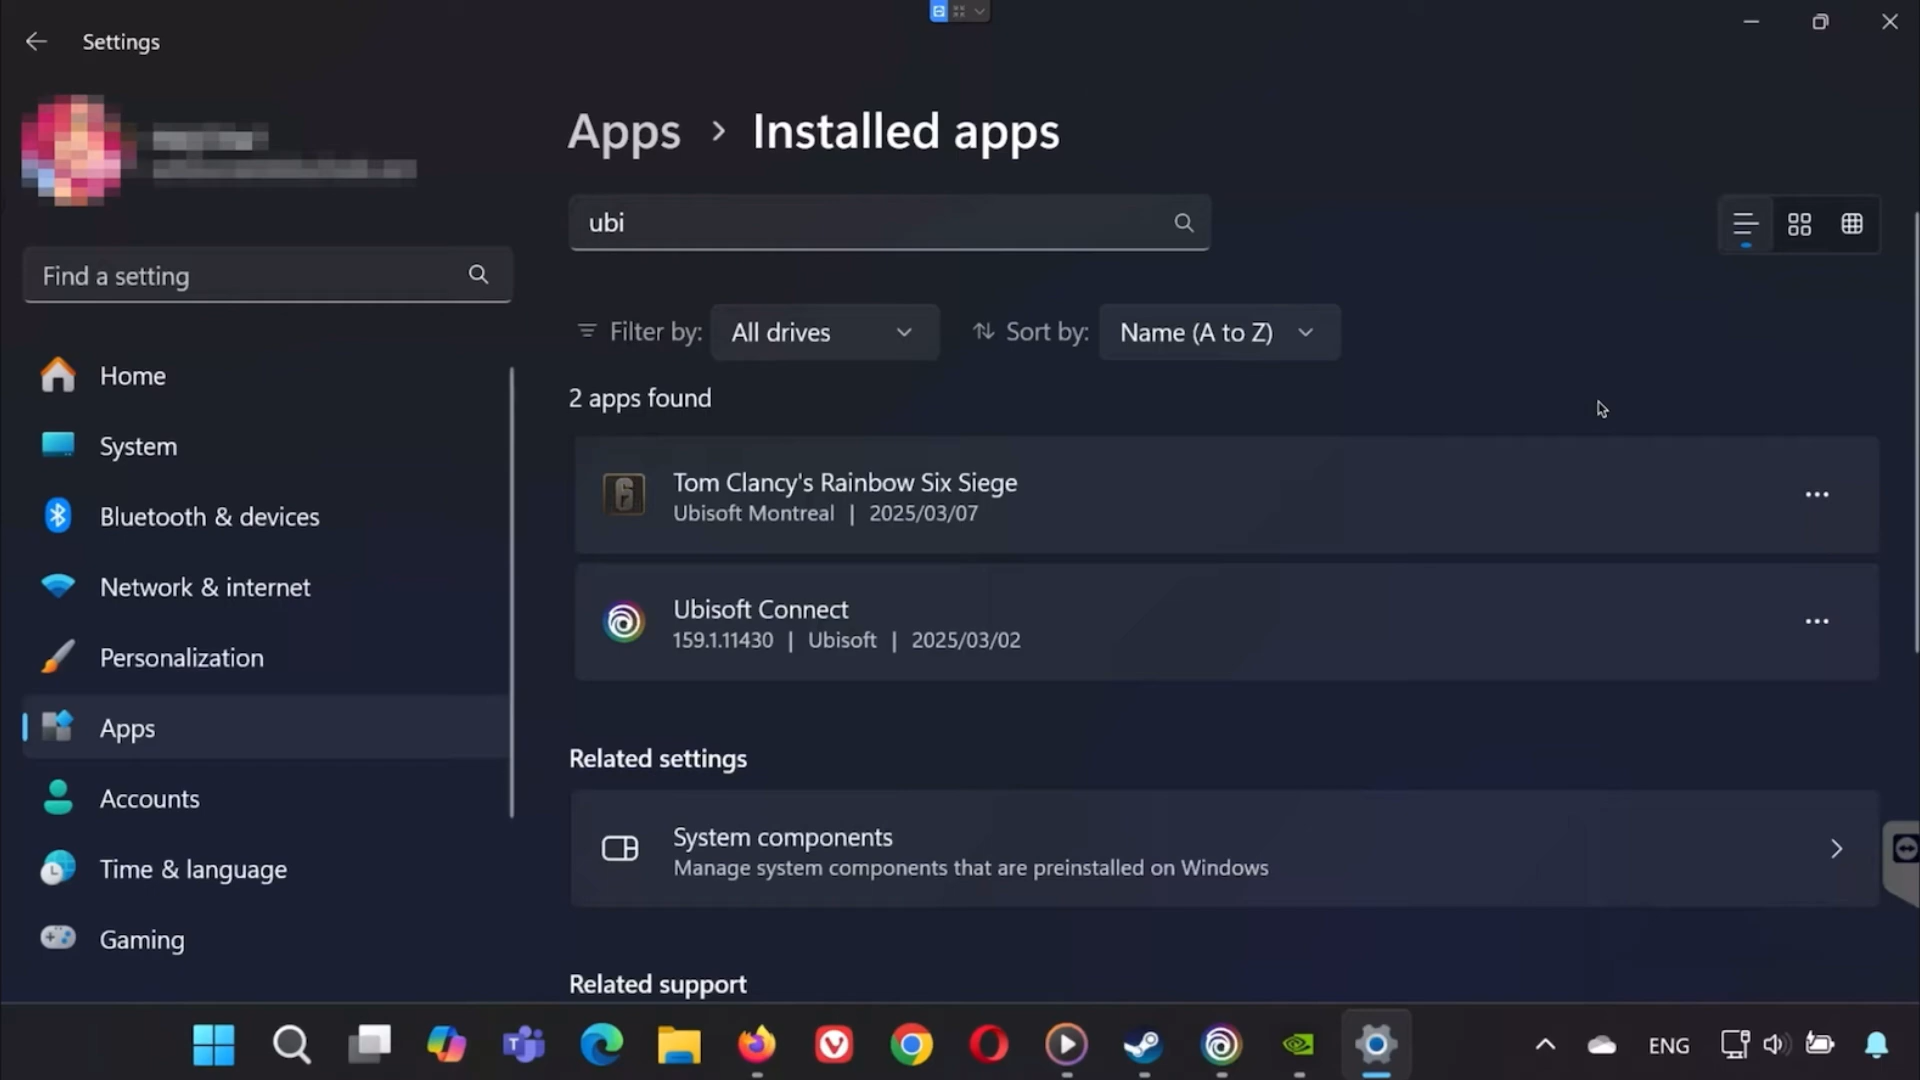 Settings
Apps > Installed apps
ubi
Find a setting
Filter by: All drives
Sort by: Name (A to Z)
2 apps found
Home
System
Bluetooth & devices
Network & internet
Personalization
Apps
Accounts
Time & language
Gaming
Tom Clancy's Rainbow Six Siege
Ubisoft Montreal | 2025/03/07
Ubisoft Connect
159.1.11430 | Ubisoft | 2025/03/02
Related settings
System components
Manage system components that are preinstalled on Windows
Related support
ENG